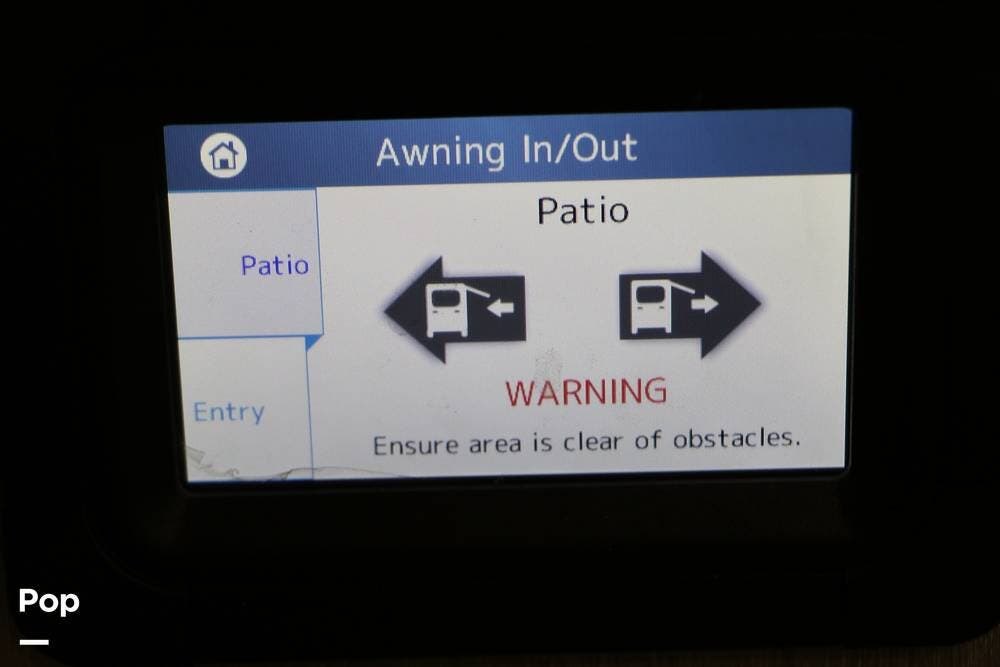 Awning In/Out
Patio
Patio
Entry
WARNING
Ensure area is clear of obstacles.
Pop